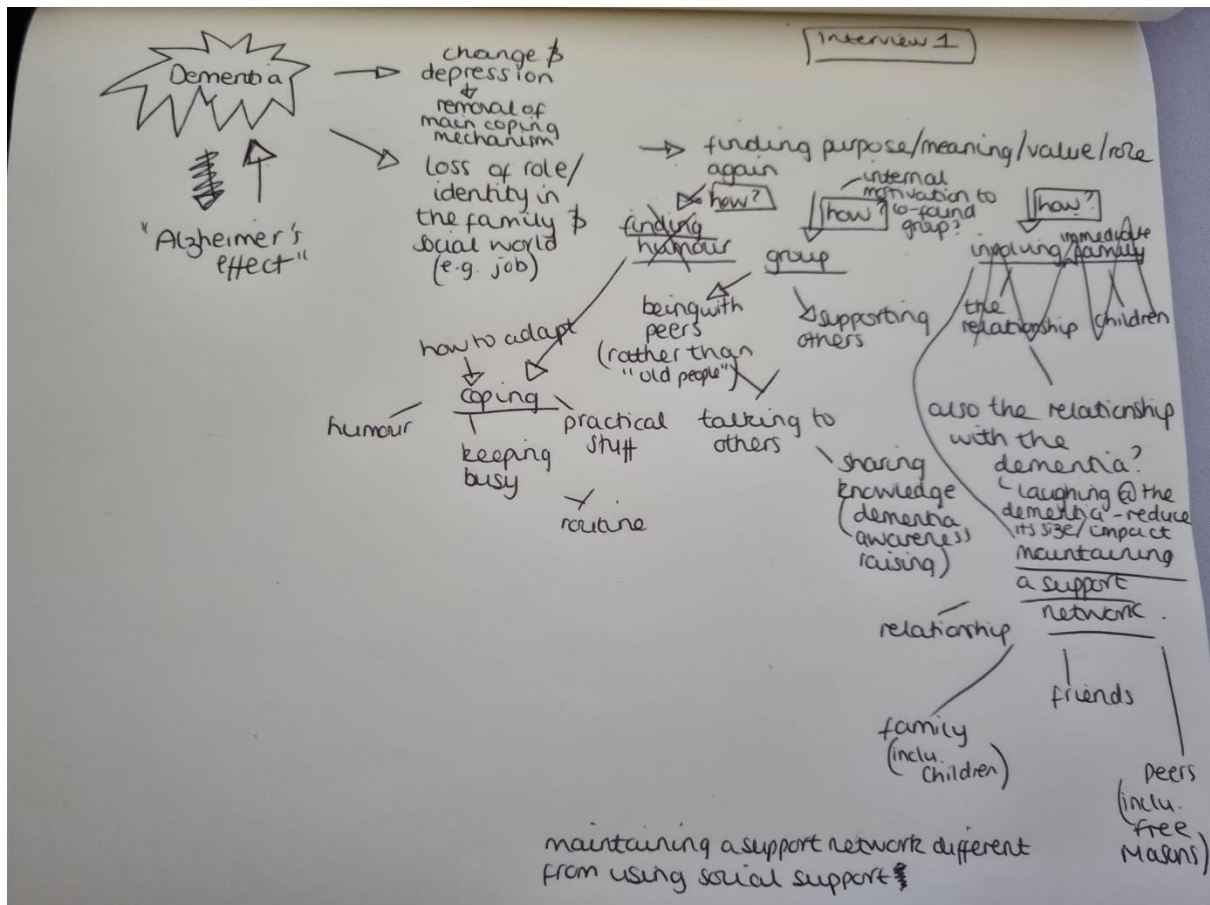 Interview 1
Dementia
"Alzheimer's
effect"
change &
depression
removal of
main coping
mechanism
loss of role/
identity in
the family &
social world
(e.g. job)
finding purpose/meaning/value/role
again
how?
finding
humour
internal
motivation to
co-found
group?
how?
group
how?
involving immediate
family
the
relationship
children
being with
peers
(rather than
"old people")
supporting
others
talking to
others
sharing
knowledge
(dementia
awareness
raising)
how to adapt
coping
humour
keeping
busy
practical
stuff
routine
also the relationship
with the
dementia?
laughing @ the
dementia - reduce
its size/impact
maintaining
a support
network.
relationship
family
(inclu.
children)
friends
peers
(inclu.
free
masons)
maintaining a support network different
from using social support